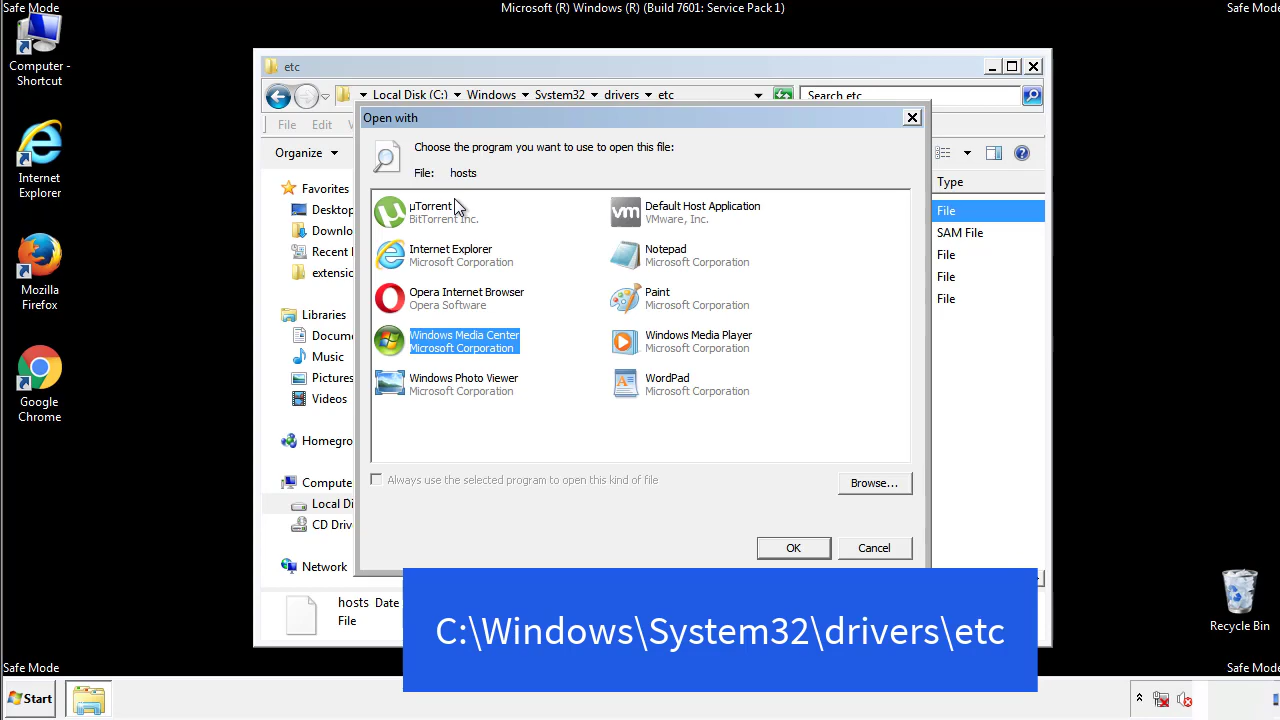 Safe Mode
Microsoft (R) Windows (R) (Build 7601: Service Pack 1)
Safe Mode
Computer -
Shortcut
Internet
Explorer
Mozilla
Firefox
Google
Chrome
etc
Local Disk (C:)
Windows
System32
drivers
etc
Search etc
File
Edit
V
Organize
Favorites
Desktop
Downlo
Recent
extensio
Libraries
Docume
Music
Pictures
Videos
Homegro
Compute
Local Di
CD Drive
Network
Type
File
SAM File
File
File
File
hosts Date
File
Open with
Choose the program you want to use to open this file:
File: hosts
µTorrent
BitTorrent Inc.
Default Host Application
VMware, Inc.
Internet Explorer
Microsoft Corporation
Notepad
Microsoft Corporation
Opera Internet Browser
Opera Software
Paint
Microsoft Corporation
Windows Media Center
Microsoft Corporation
Windows Media Player
Microsoft Corporation
Windows Photo Viewer
Microsoft Corporation
WordPad
Microsoft Corporation
Always use the selected program to open this kind of file
Browse...
OK
Cancel
C:\Windows\System32\drivers\etc
Recycle Bin
Safe Mode
Safe Mode
Start